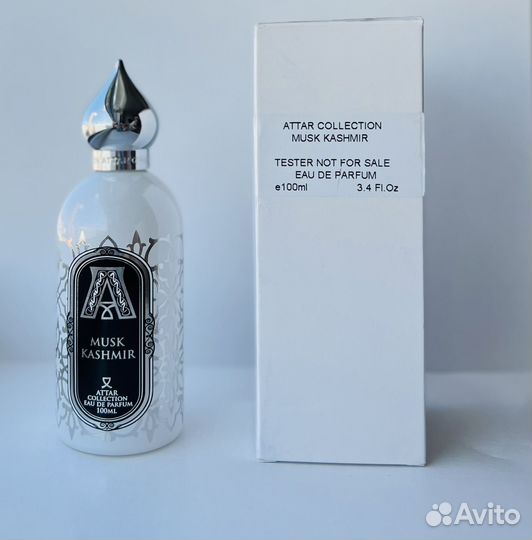 ATTAR COLLECTION
MUSK KASHMIR
TESTER NOT FOR SALE
EAU DE PARFUM
e100ml 3.4 Fl.Oz
A
MUSK
KASHMIR
ATTAR
COLLECTION
EAU DE PARFUM
100ML
Avito